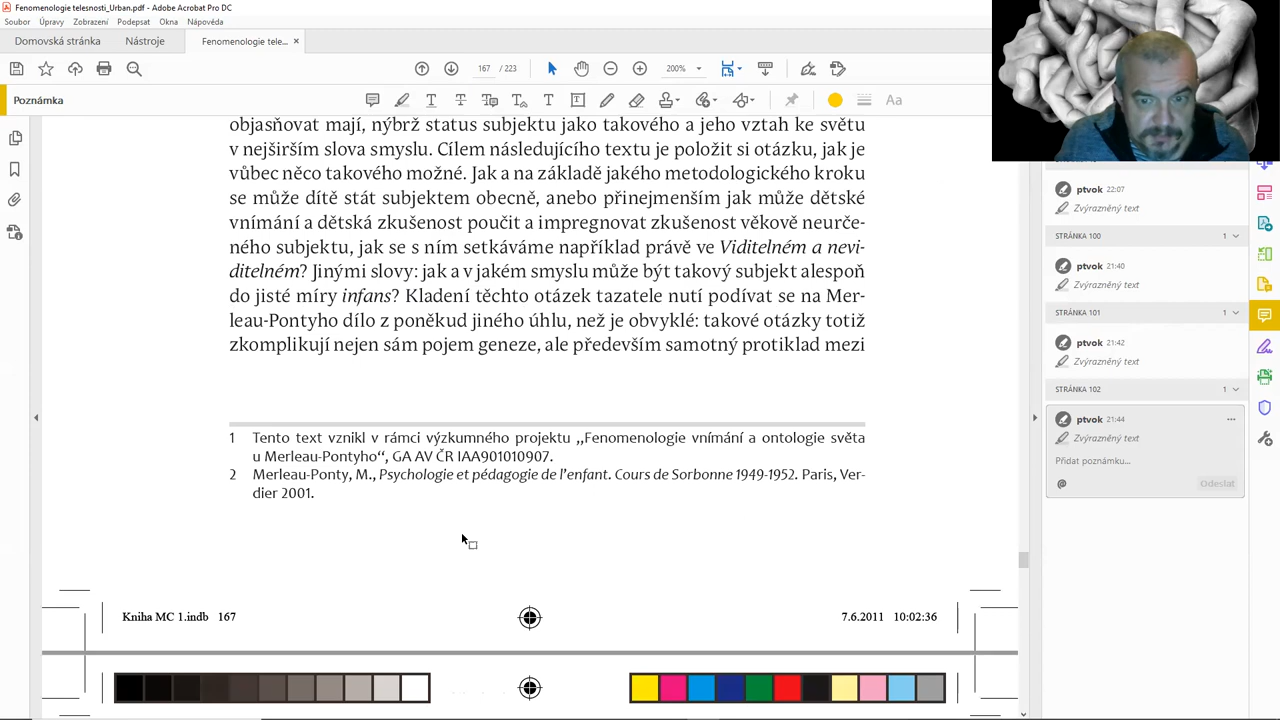 Fenomenologie telesnosti_Urban.pdf - Adobe Acrobat Pro DC
Soubor Úpravy Zobrazení Podepsat Okna Nápověda
Domovská stránka Nástroje Fenomenologie tele... ×
167 / 223 200%
Poznámka
Aa
objasňovat mají, nýbrž status subjektu jako takového a jeho vztah ke světu
v nejširším slova smyslu. Cílem následujícího textu je položit si otázku, jak je
vůbec něco takového možné. Jak a na základě jakého metodologického kroku
se může dítě stát subjektem obecně, anebo přinejmenším jak může dětské
vnímání a dětská zkušenost poučit a impregnovat zkušenost věkově neurče-
ného subjektu, jak se s ním setkáváme například právě ve Viditelném a nevi-
ditelném? Jinými slovy: jak a v jakém smyslu může být takový subjekt alespoň
do jisté míry infans? Kladení těchto otázek tazatele nutí podívat se na Mer-
leau-Pontyho dílo z poněkud jiného úhlu, než je obvyklé: takové otázky totiž
zkomplikují nejen sám pojem geneze, ale především samotný protiklad mezi
1 Tento text vznikl v rámci výzkumného projektu „Fenomenologie vnímání a ontologie světa
u Merleau-Pontyho“, GA AV ČR IAA901010907.
2 Merleau-Ponty, M., Psychologie et pédagogie de l'enfant. Cours de Sorbonne 1949-1952. Paris, Ver-
dier 2001.
Kniha MC 1.indb 167 7.6.2011 10:02:36
ptvok 22:07
Zvýrazněný text
STRÁNKA 100 1
ptvok 21:40
Zvýrazněný text
STRÁNKA 101 1
ptvok 21:42
Zvýrazněný text
STRÁNKA 102 1
ptvok 21:44 ...
Zvýrazněný text
Přidat poznámku...
Odeslat